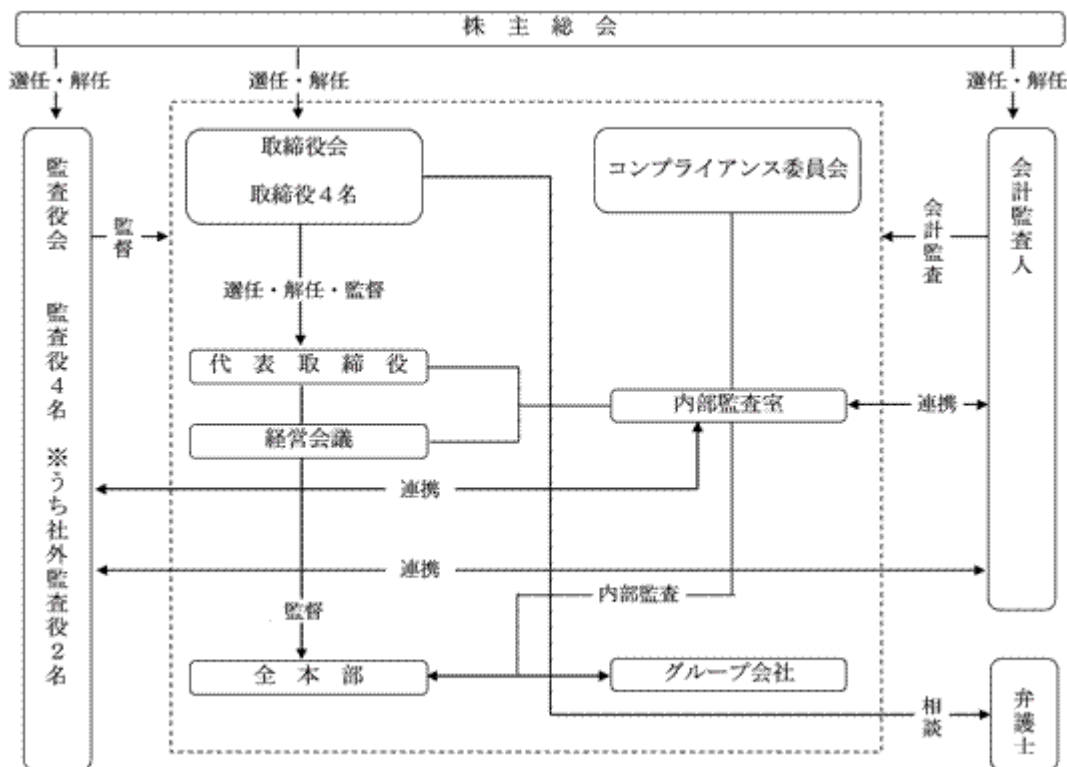 株主総会
選任・解任
選任・解任
選任・解任
監査役会 監査役4名 ※うち社外監査役2名
監督
取締役会
取締役4名
コンプライアンス委員会
会計監査
会計監査人
選任・解任・監督
代表取締役
内部監査室
連携
経営会議
連携
連携
内部監査
監督
全本部
グループ会社
相談
弁護士